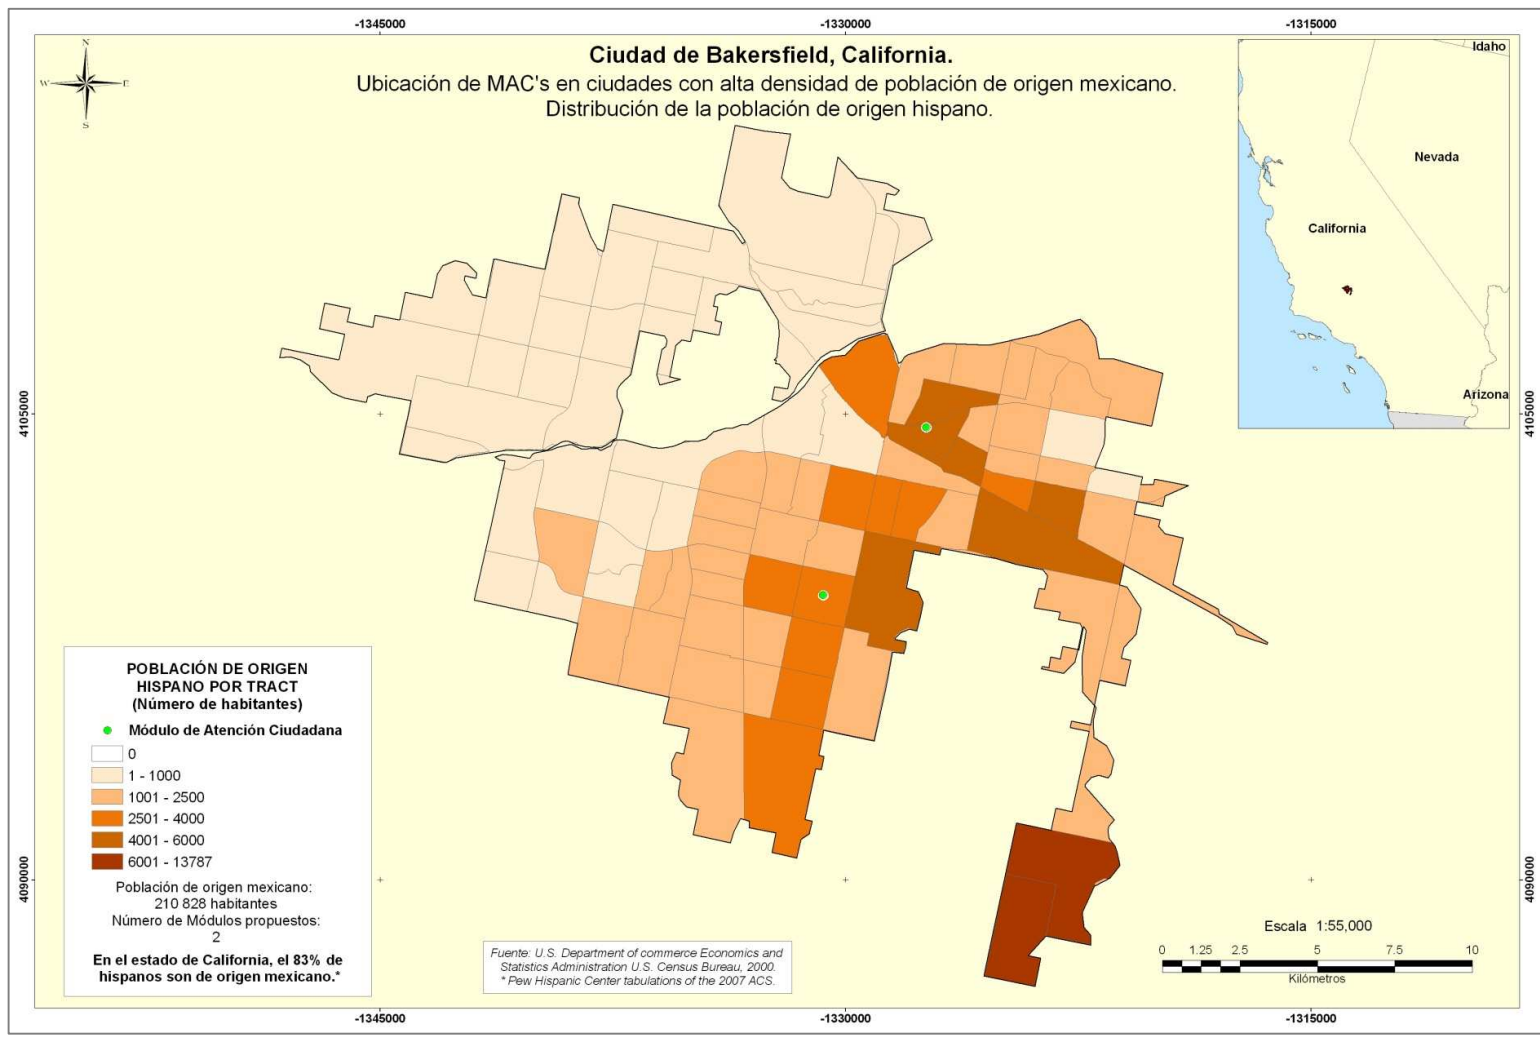 -1345000
-1330000
-1315000
Ciudad de Bakersfield, California.
Ubicación de MAC's en ciudades con alta densidad de población de origen mexicano.
Distribución de la población de origen hispano.
N
W E
S
Idaho
Nevada
California
Arizona
4105000
4105000
POBLACIÓN DE ORIGEN
HISPANO POR TRACT
(Número de habitantes)
Módulo de Atención Ciudadana
0
1 - 1000
1001 - 2500
2501 - 4000
4001 - 6000
6001 - 13787
Población de origen mexicano:
210 828 habitantes
Número de Módulos propuestos:
2
En el estado de California, el 83% de
hispanos son de origen mexicano.*
4090000
4090000
Fuente: U.S. Department of commerce Economics and
Statistics Administration U.S. Census Bureau, 2000.
* Pew Hispanic Center tabulations of the 2007 ACS.
Escala 1:55,000
0 1.25 2.5 5 7.5 10
Kilómetros
-1345000
-1330000
-1315000